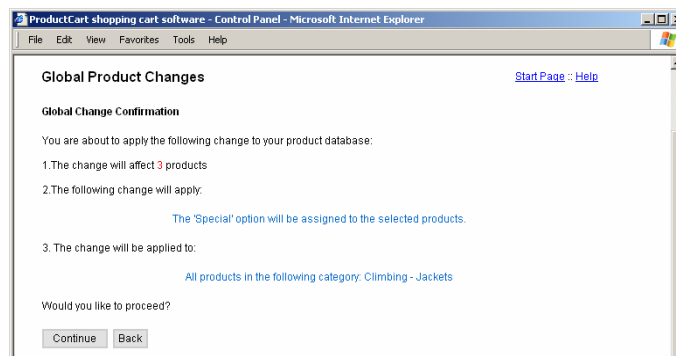 ProductCart shopping cart software - Control Panel - Microsoft Internet Explorer
File Edit View Favorites Tools Help
Global Product Changes
Start Page :: Help
Global Change Confirmation
You are about to apply the following change to your product database:
1.The change will affect 3 products
2.The following change will apply:
The 'Special' option will be assigned to the selected products.
3. The change will be applied to:
All products in the following category: Climbing - Jackets
Would you like to proceed?
Continue Back